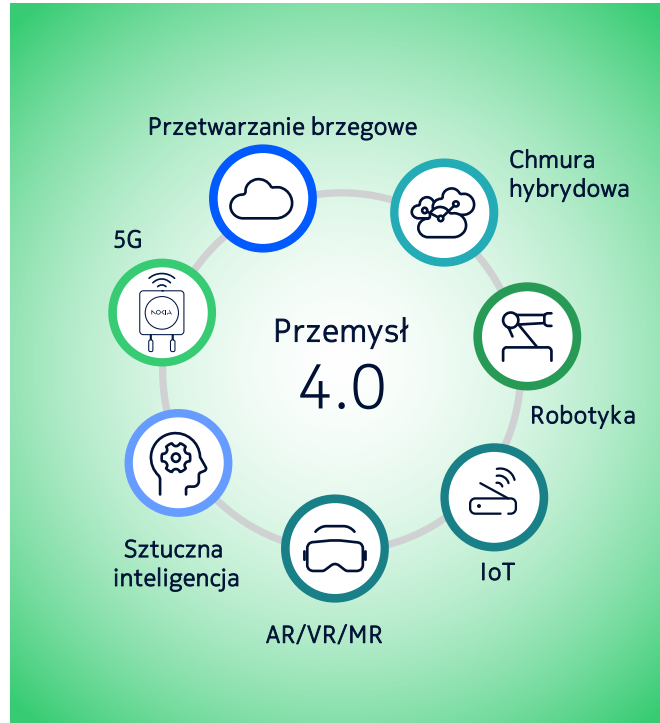 Przetwarzanie brzegowe
Chmura
hybrydowa
5G
NOKIA
Przemysł
4.0
Robotyka
Sztuczna
inteligencja
IoT
AR/VR/MR